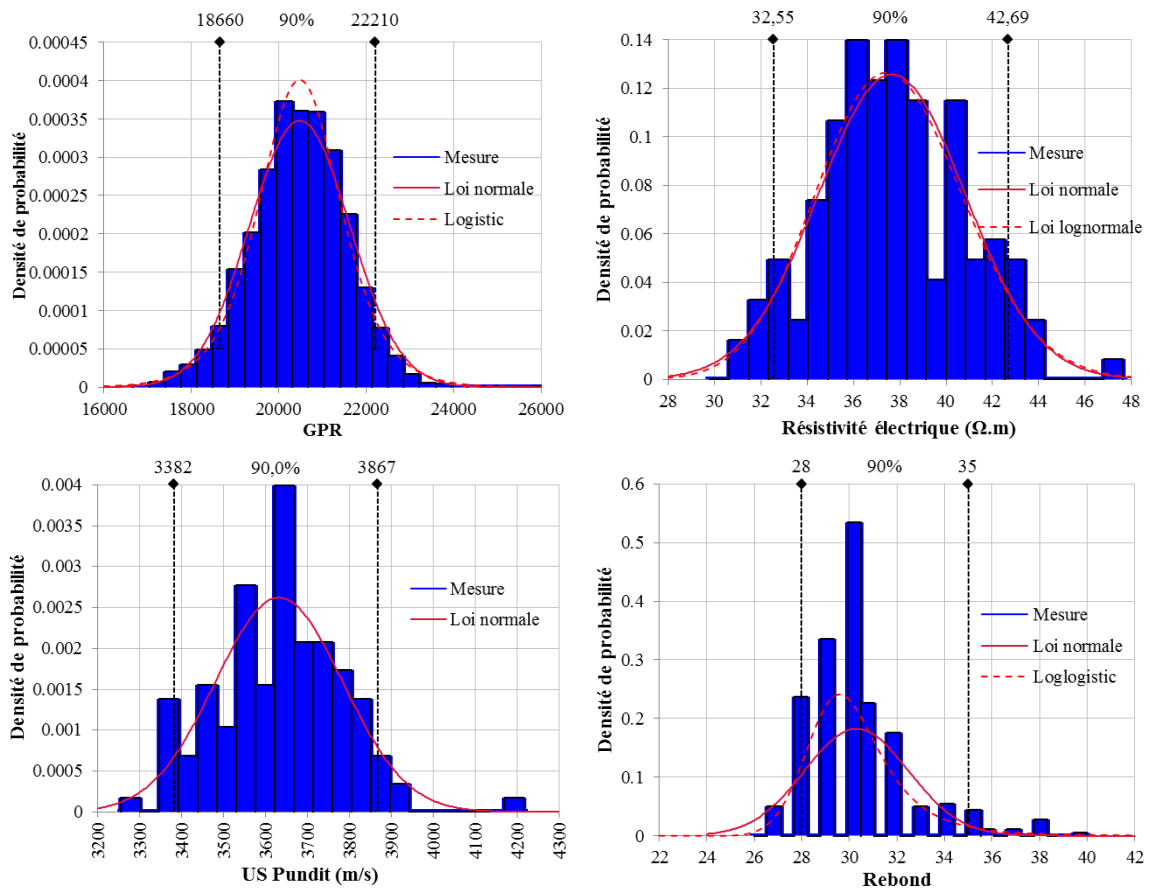 18660 90% 22210
0.00045
0.0004
0.00035
0.0003
0.00025
0.0002
0.00015
0.0001
0.00005
0
Densité de probabilité
Mesure
Loi normale
Logistic
16000 18000 20000 22000 24000 26000
GPR
32,55 90% 42,69
0.14
0.12
0.1
0.08
0.06
0.04
0.02
0
Densité de probabilité
Mesure
Loi normale
Loi lognormale
28 30 32 34 36 38 40 42 44 46 48
Résistivité électrique (Ω.m)
3382 90,0% 3867
0.004
0.0035
0.003
0.0025
0.002
0.0015
0.001
0.0005
0
Densité de probabilité
Mesure
Loi normale
3200 3300 3400 3500 3600 3700 3800 3900 4000 4100 4200 4300
US Pundit (m/s)
28 90% 35
0.6
0.5
0.4
0.3
0.2
0.1
0
Densité de probabilité
Mesure
Loi normale
Loglogistic
22 24 26 28 30 32 34 36 38 40 42
Rebond